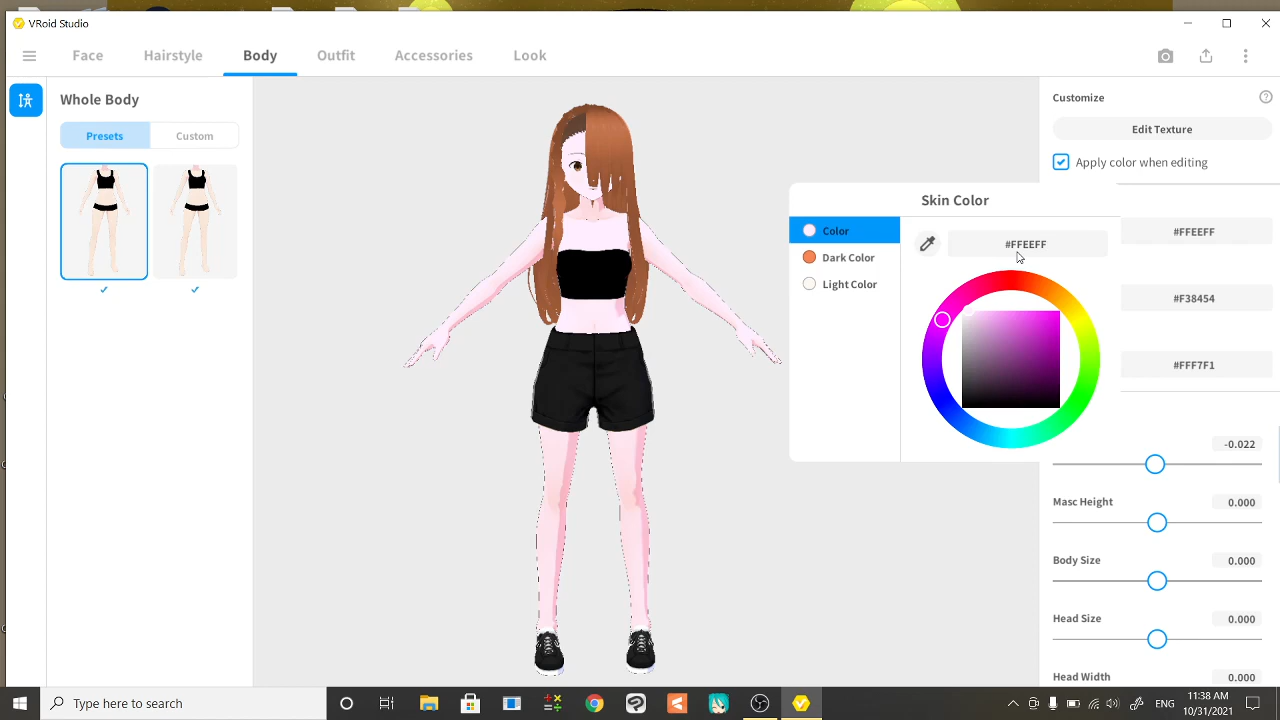 VRoid Studio
Face
Hairstyle
Body
Outfit
Accessories
Look
Whole Body
Presets
Custom
Customize
Edit Texture
Apply color when editing
Skin Color
Color
Dark Color
Light Color
#FFEEFF
#FFEEFF
#F38454
#FFF7F1
-0.022
Masc Height
0.000
Body Size
0.000
Head Size
0.000
Head Width
0.000
Type here to search
ENG
11:38 AM
10/31/2021